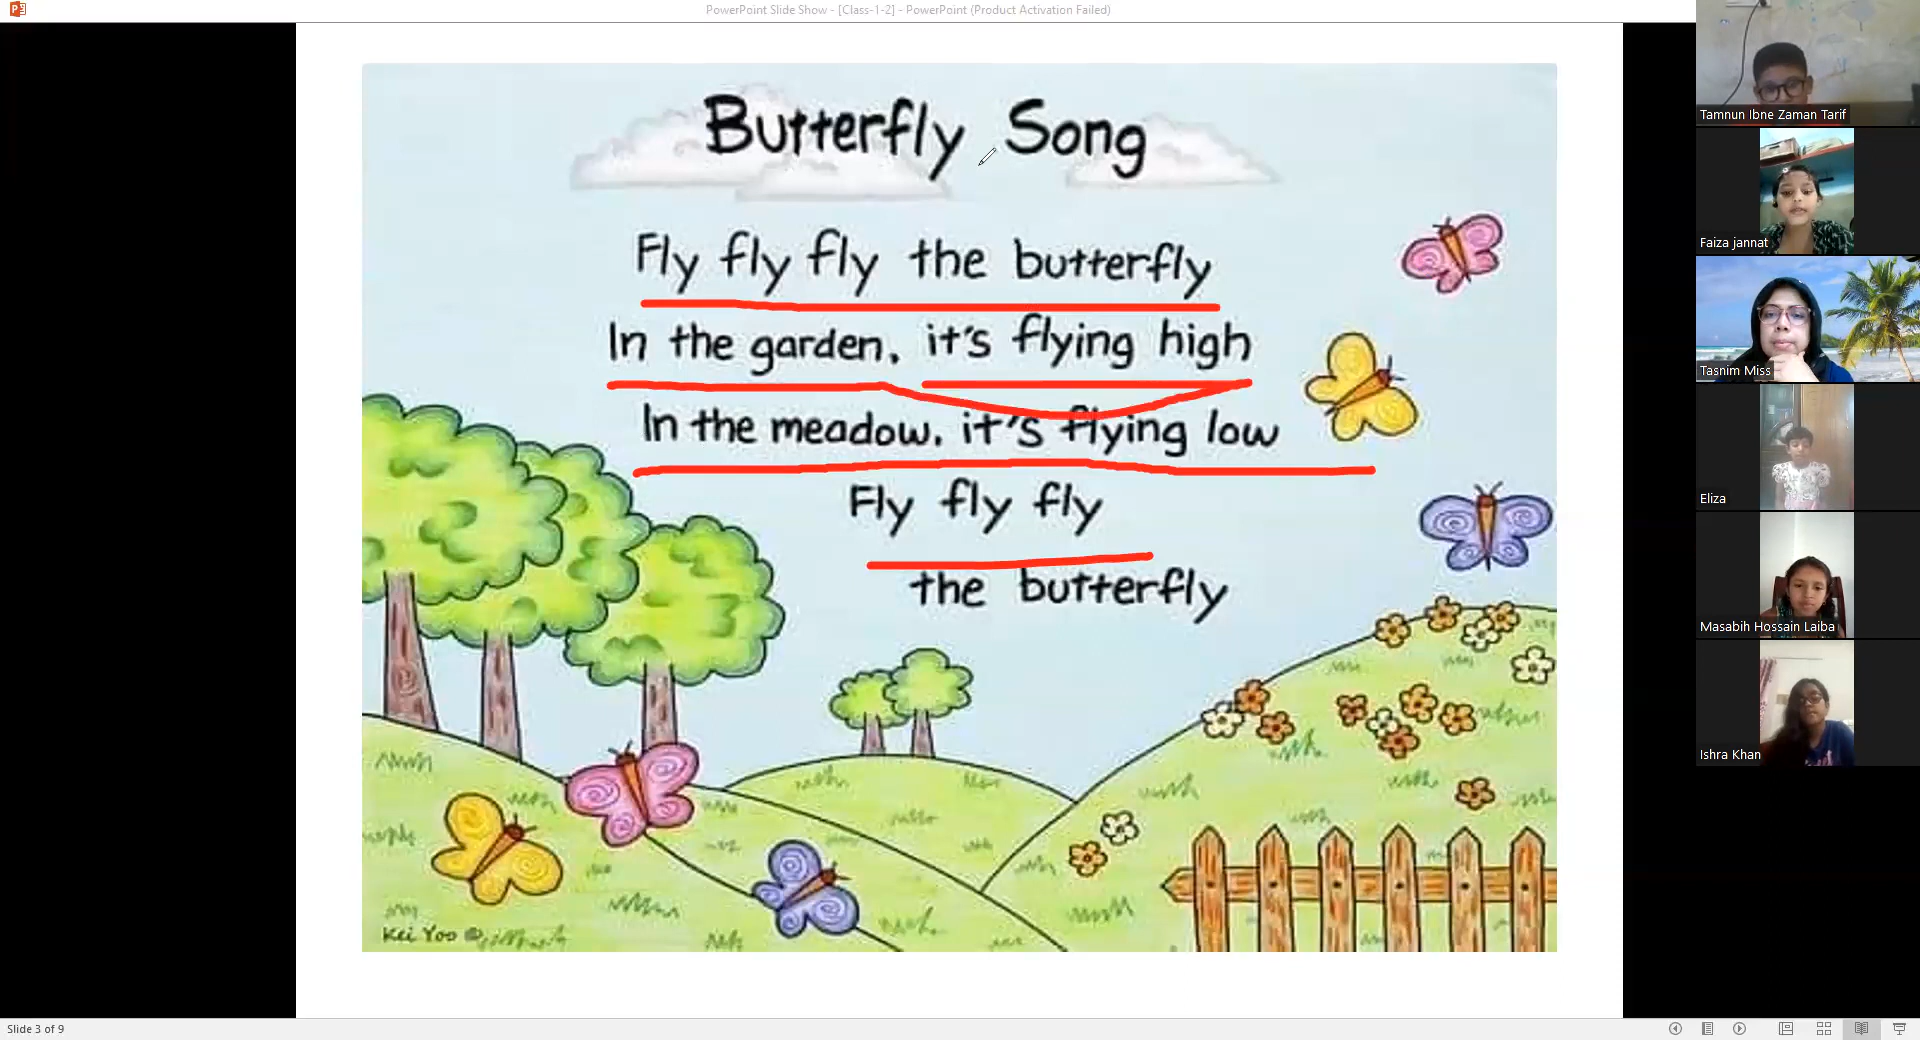 PowerPoint Slide Show - [Class-1-2] - PowerPoint (Product Activation Failed)
Butterfly Song
Fly fly fly the butterfly
In the garden, it's flying high
In the meadow, it's flying low
Fly fly fly
the butterfly
Kei Yoo ©
Tamnun Ibne Zaman Tarif
Faiza jannat
Tasnim Miss
Eliza
Masabih Hossain Laiba
Ishra Khan
Slide 3 of 9